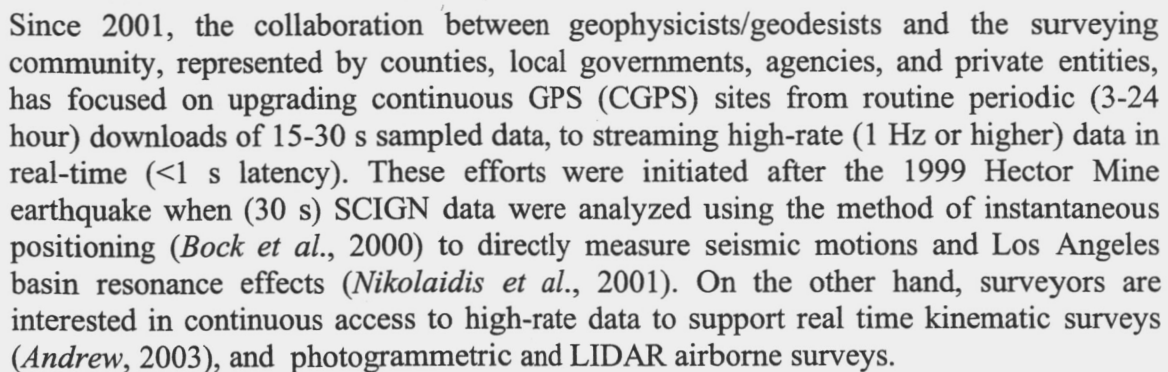 Since 2001, the collaboration between geophysicists/geodesists and the surveying
community, represented by counties, local governments, agencies, and private entities,
has focused on upgrading continuous GPS (CGPS) sites from routine periodic (3-24
hour) downloads of 15-30 s sampled data, to streaming high-rate (1 Hz or higher) data in
real-time (<1 s latency). These efforts were initiated after the 1999 Hector Mine
earthquake when (30 s) SCIGN data were analyzed using the method of instantaneous
positioning (Bock et al., 2000) to directly measure seismic motions and Los Angeles
basin resonance effects (Nikolaidis et al., 2001). On the other hand, surveyors are
interested in continuous access to high-rate data to support real time kinematic surveys
(Andrew, 2003), and photogrammetric and LIDAR airborne surveys.